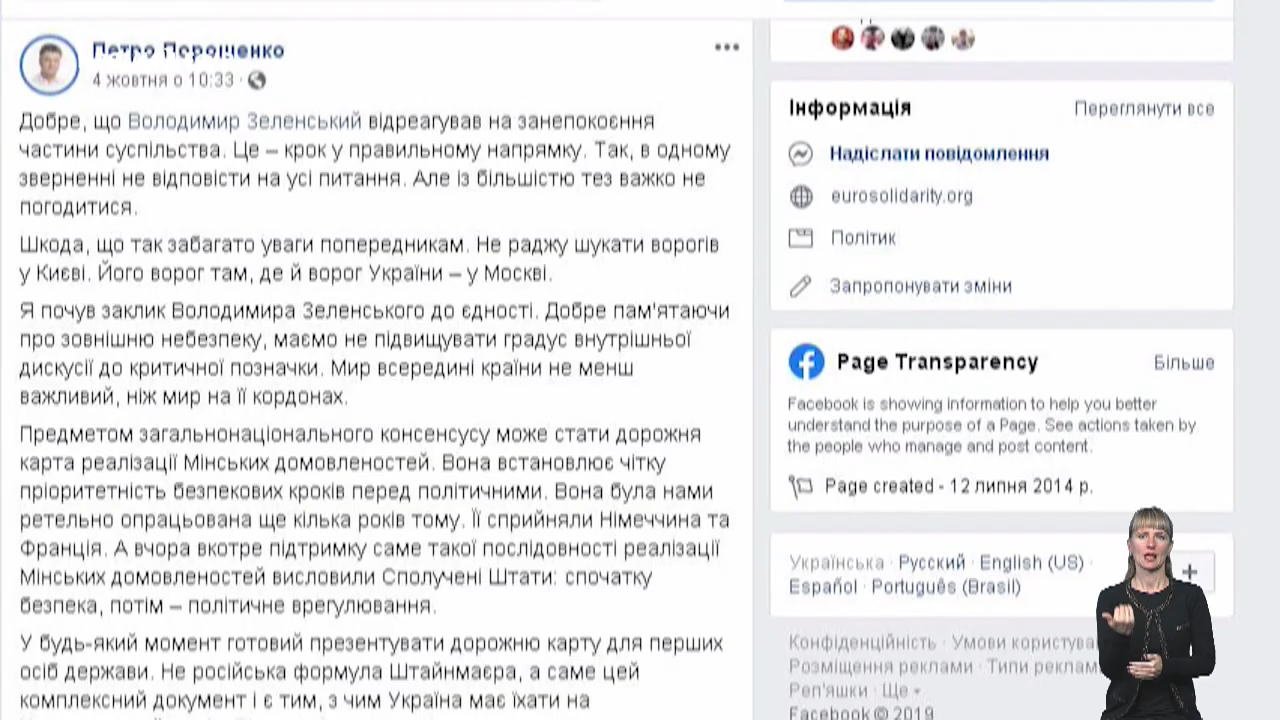 Петро Порошенко
4 жовтня о 10:33 ·
Добре, що Володимир Зеленський відреагував на занепокоєння
частини суспільства. Це – крок у правильному напрямку. Так, в одному
зверненні не відповісти на усі питання. Але із більшістю тез важко не
погодитися.
Шкода, що так забагато уваги попередникам. Не раджу шукати ворогів
у Києві. Його ворог там, де й ворог України – у Москві.
Я почув заклик Володимира Зеленського до єдності. Добре пам'ятаючи
про зовнішню небезпеку, маємо не підвищувати градус внутрішньої
дискусії до критичної позначки. Мир всередині країни не менш
важливий, ніж мир на її кордонах.
Предметом загальнонаціонального консенсусу може стати дорожня
карта реалізації Мінських домовленостей. Вона встановлює чітку
пріоритетність безпекових кроків перед політичними. Вона була нами
ретельно опрацьована ще кілька років тому. Її сприйняли Німеччина та
Франція. А вчора вкотре підтримку саме такої послідовності реалізації
Мінських домовленостей висловили Сполучені Штати: спочатку
безпека, потім – політичне врегулювання.
У будь-який момент готовий презентувати дорожню карту для перших
осіб держави. Не російська формула Штайнмаєра, а саме цей
комплексний документ і є тим, з чим Україна має їхати на
Інформація
Переглянути все
Надіслати повідомлення
eurosolidarity.org
Політик
Запропонувати зміни
Page Transparency
Більше
Facebook is showing information to help you better
understand the purpose of a Page. See actions taken by
the people who manage and post content.
Page created - 12 липня 2014 р.
Українська · Русский · English (US) ·
Español · Português (Brasil)
Конфіденційність · Умови
Розміщення реклами · Типи
Реп'яшки · Ще
Facebook © 2019